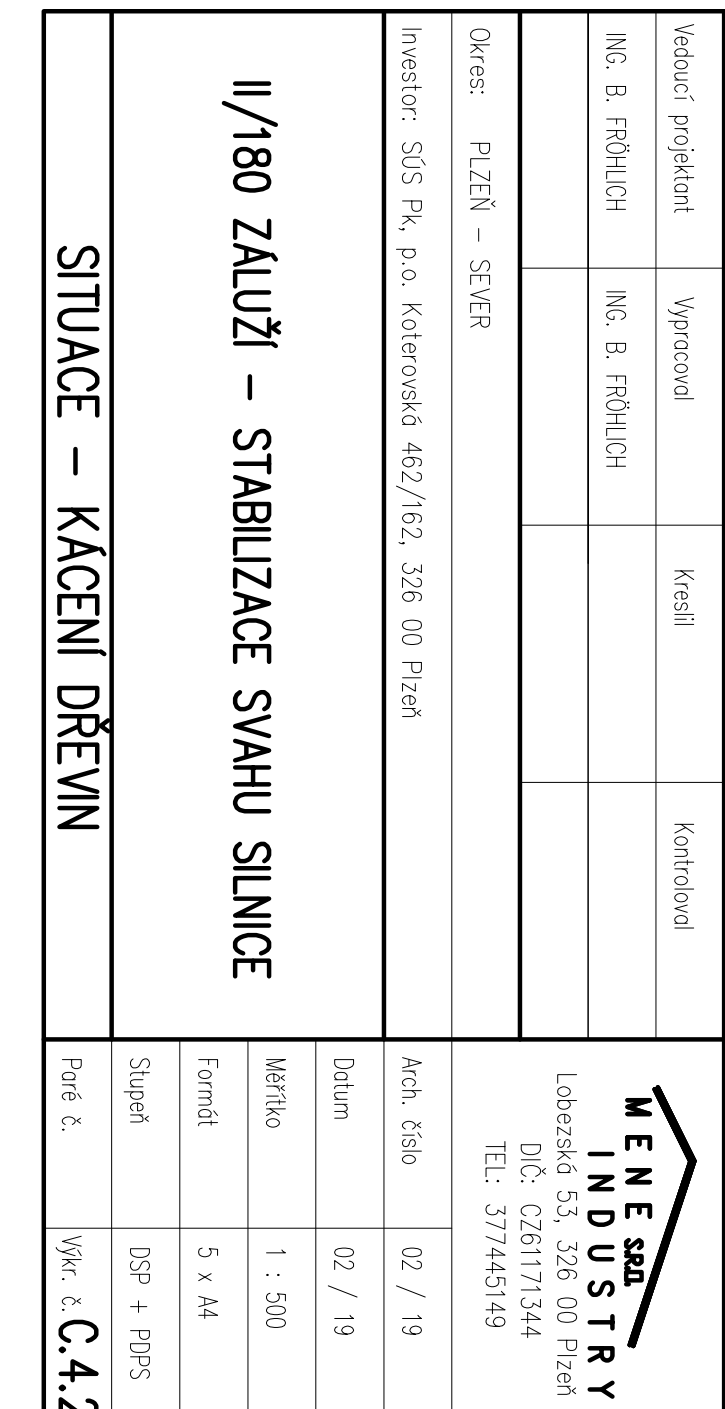 Vedoucí projektant Vypracoval Kreslil Kontroloval
ING. B. FRÖHLICH ING. B. FRÖHLICH
MENE S.R.O.
INDUSTRY
Lobezská 53, 326 00 Plzeň
DIČ: CZ61171344
TEL: 377445149
Okres: PLZEŇ – SEVER
Investor: SÚS Pk, p.o. Koterovská 462/162, 326 00 Plzeň
Arch. číslo 02 / 19
II/180 ZÁLUŽÍ – STABILIZACE SVAHU SILNICE
Datum 02 / 19
Měřítko 1 : 500
Formát 5 x A4
Stupeň DSP + PDPS
SITUACE – KÁCENÍ DŘEVIN
Paré č. Výkr. č. C.4.2